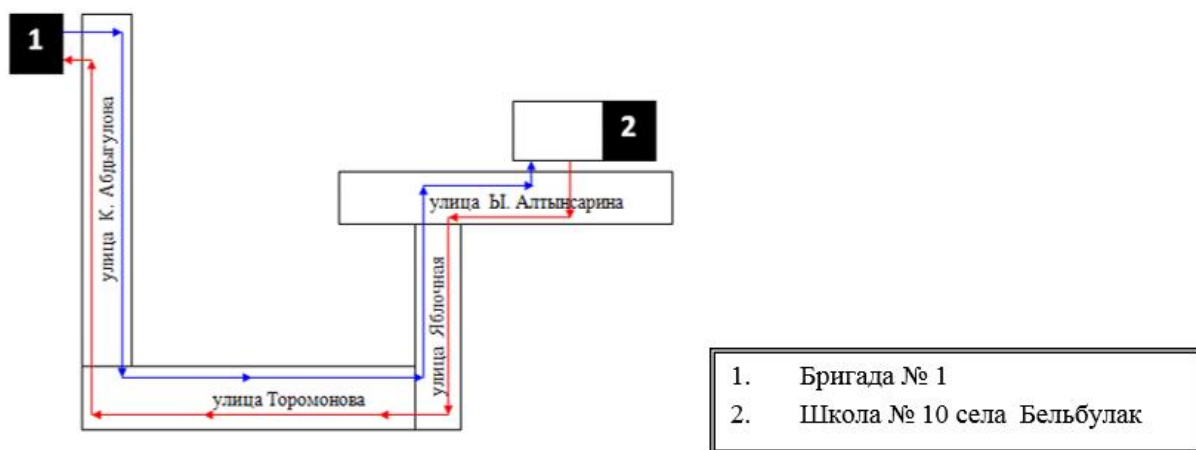 1
2
улица К. Абдыгулова
улица Ы. Алтынсарина
улица Яблочная
улица Торомонова
1. Бригада № 1
2. Школа № 10 села Бельбулак